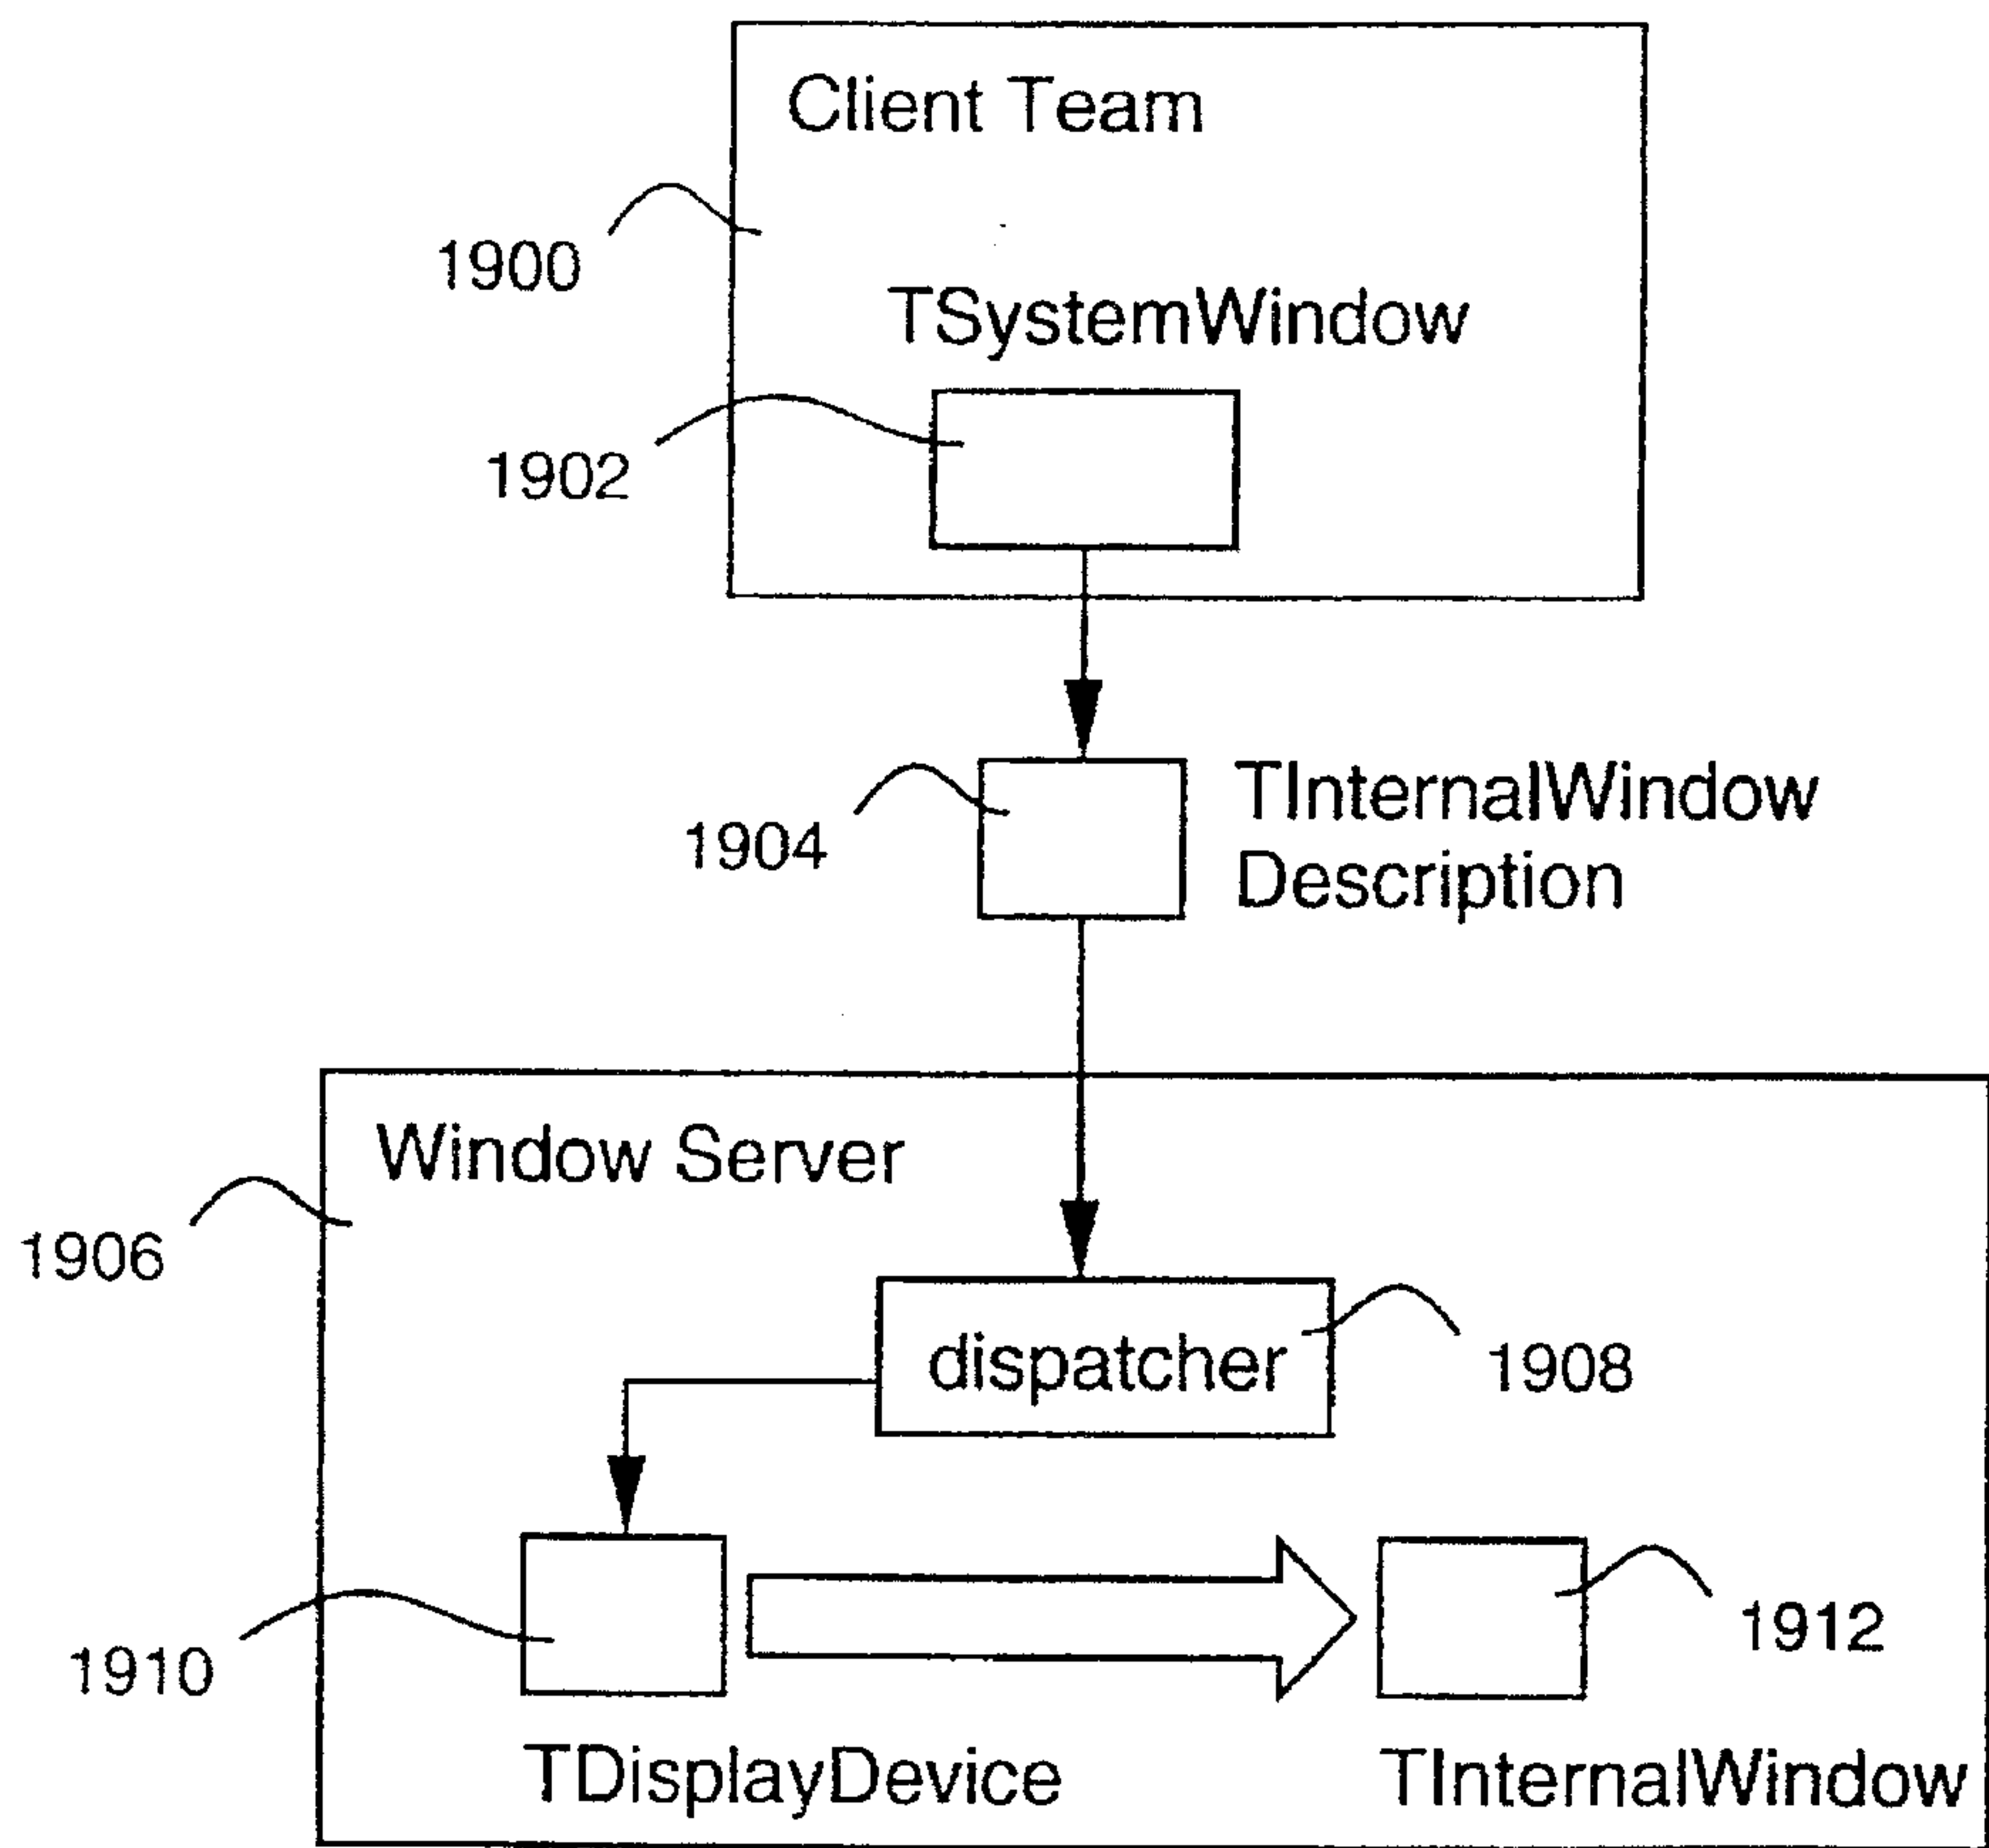 Client Team
1900
TSystemWindow
1902
TInternalWindow
Description
1904
Window Server
1906
dispatcher
1908
1910
1912
TDisplayDevice
TInternalWindow